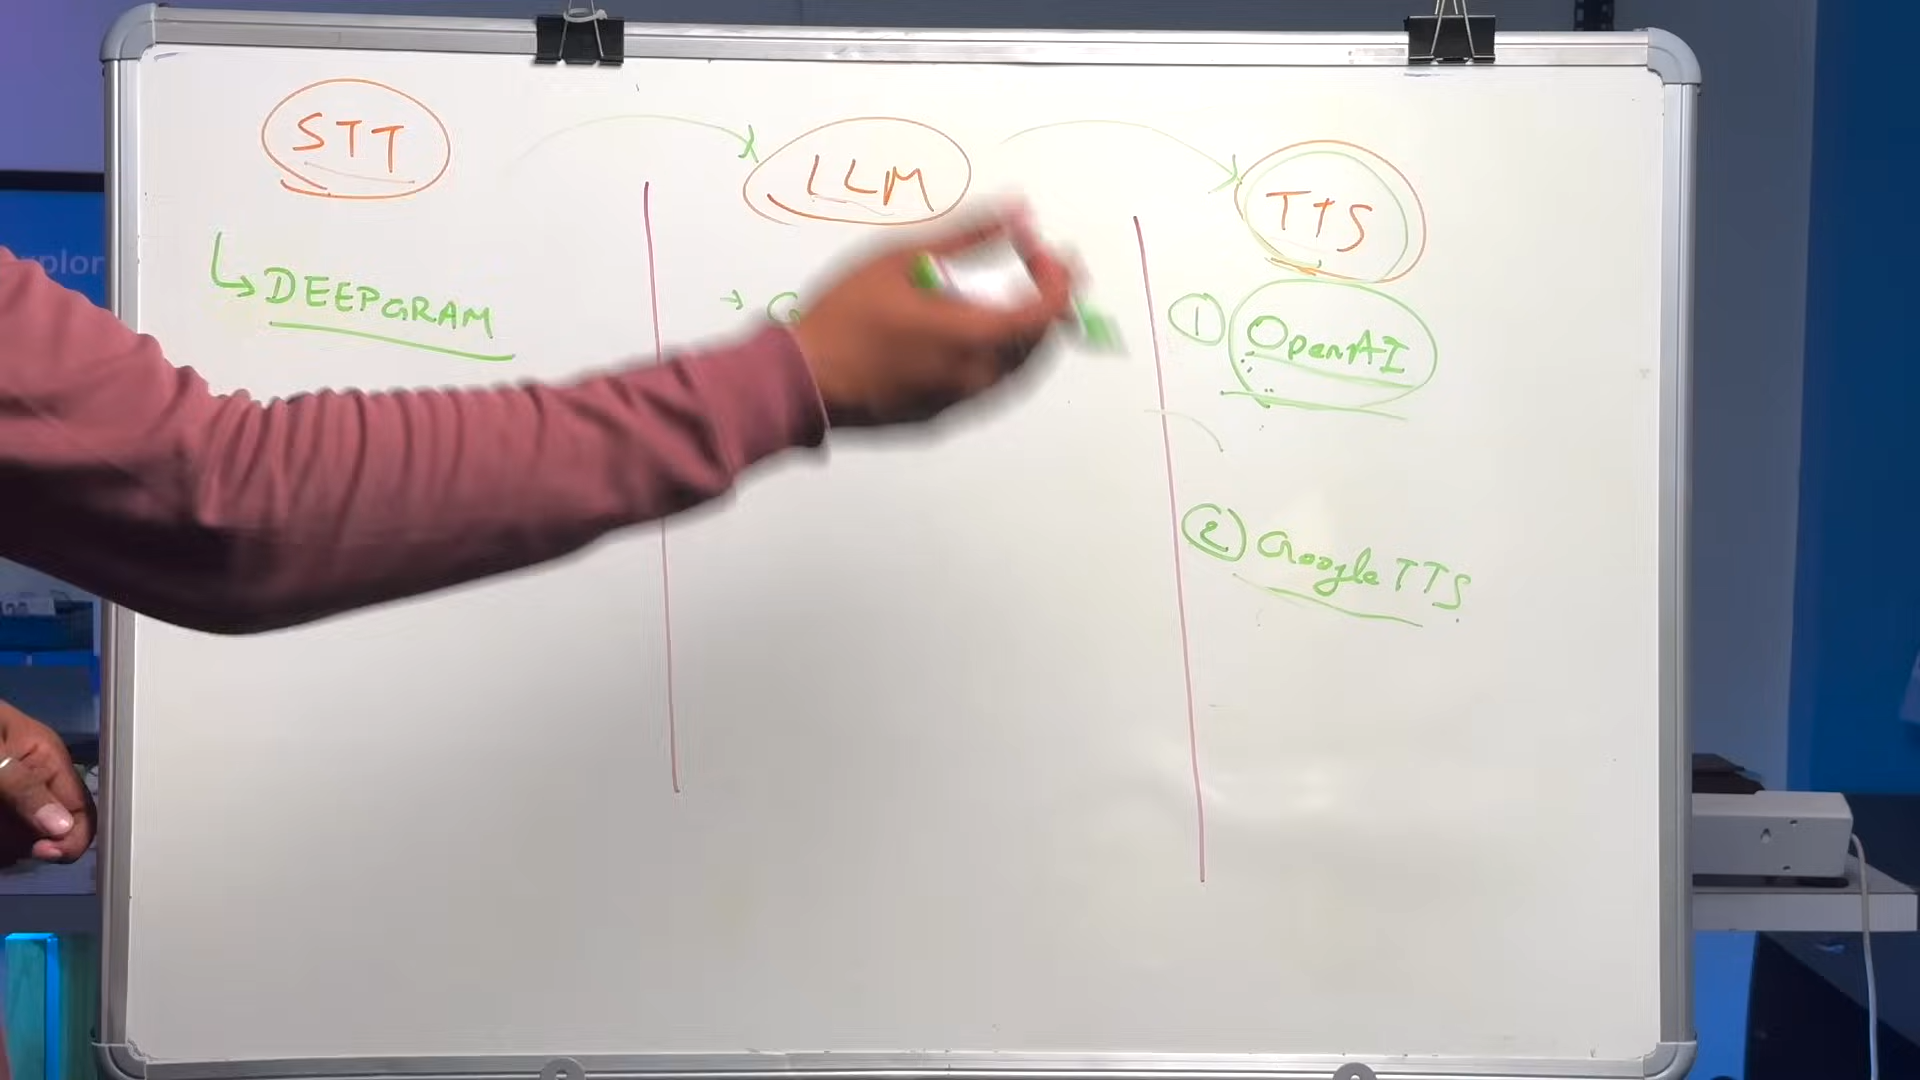 STT
LLM
TTS
DEEPGRAM
1 OpenAI
2 Google TTS